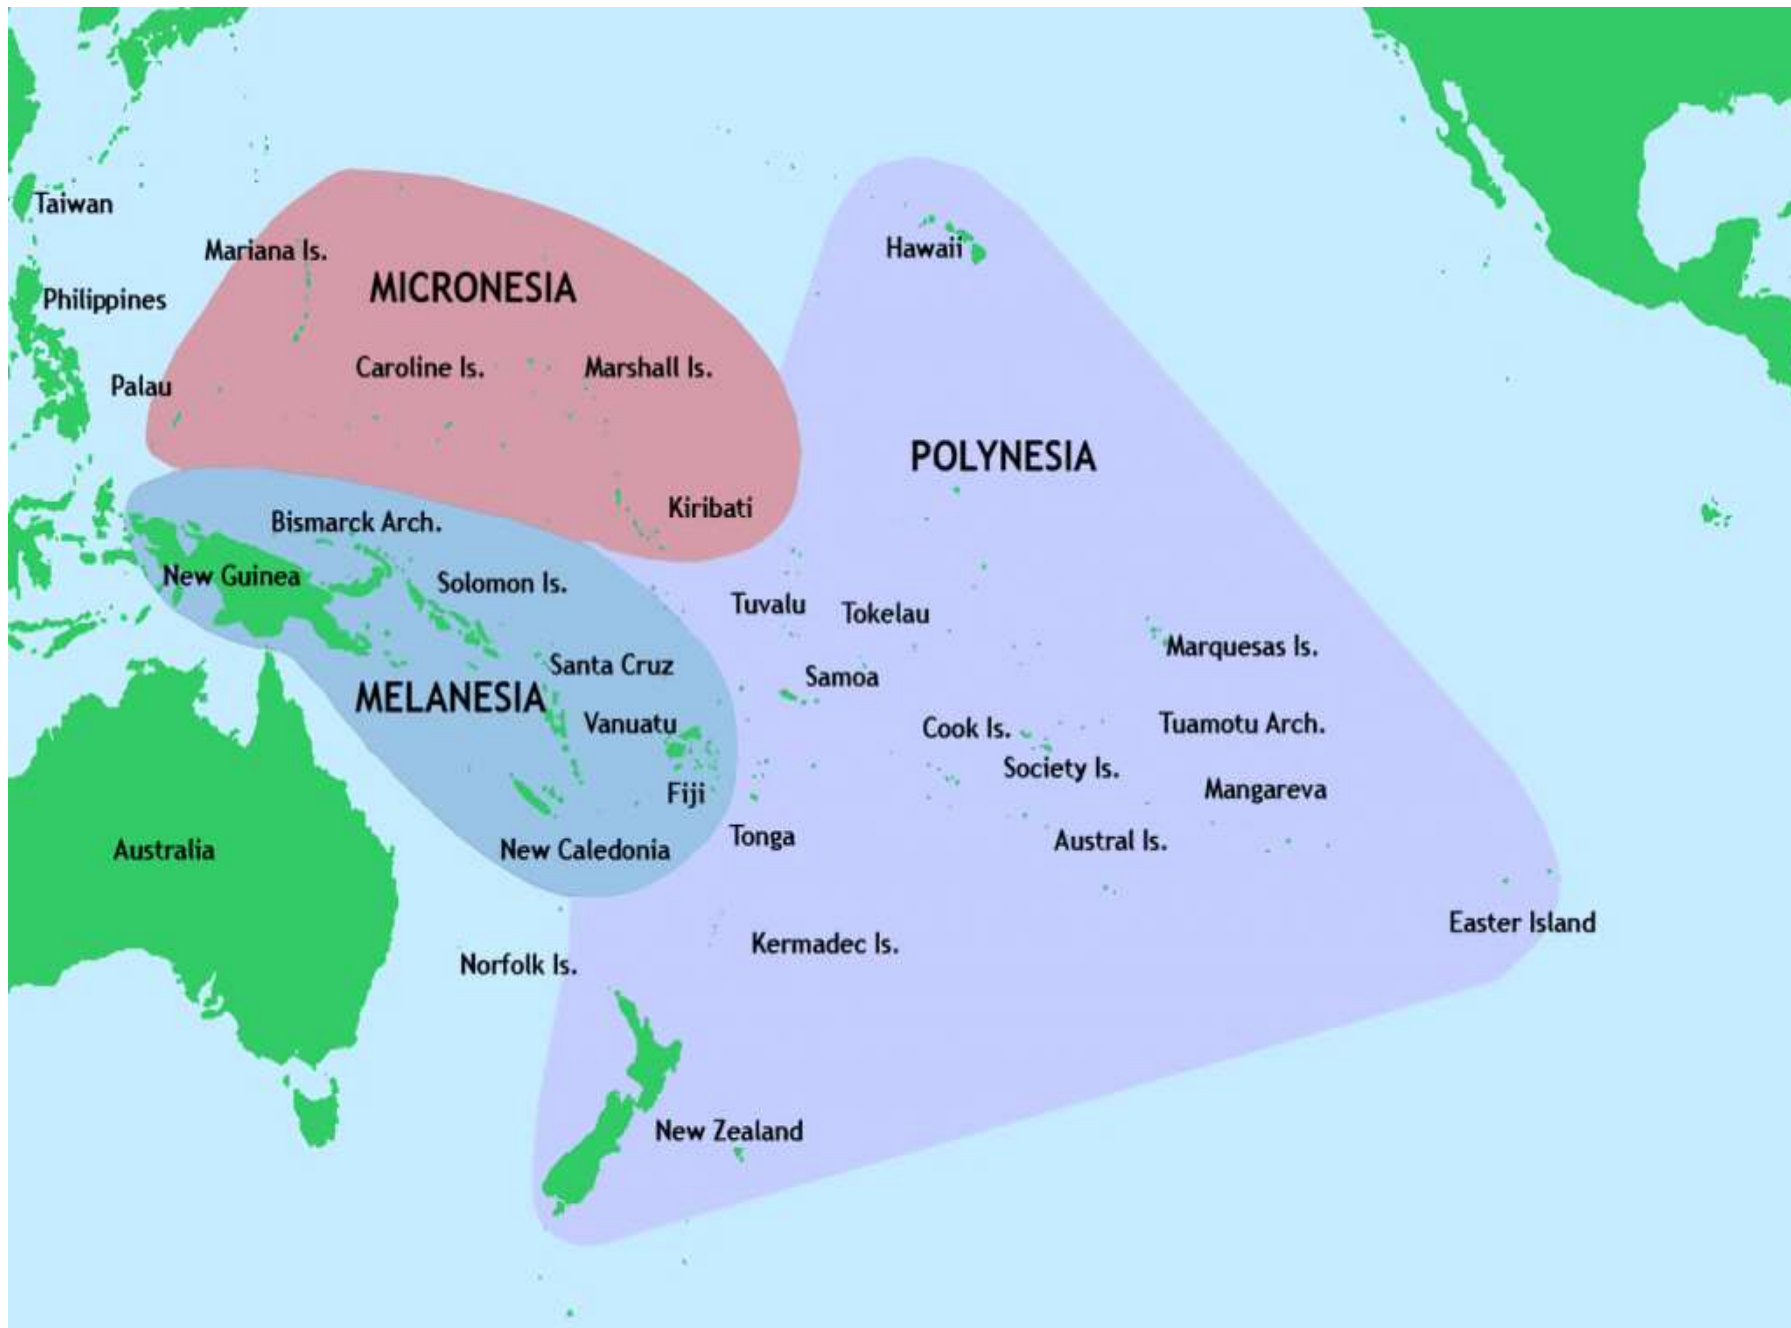 Taiwan
Mariana Is.
Hawaii
MICRONESIA
Philippines
Caroline Is.
Marshall Is.
Palau
POLYNESIA
Kiribati
Bismarck Arch.
New Guinea
Solomon Is.
Tuvalu
Tokelau
Marquesas Is.
Santa Cruz
Samoa
MELANESIA
Vanuatu
Cook Is.
Tuamotu Arch.
Society Is.
Fiji
Mangareva
Tonga
Austral Is.
Australia
New Caledonia
Easter Island
Kermadec Is.
Norfolk Is.
New Zealand